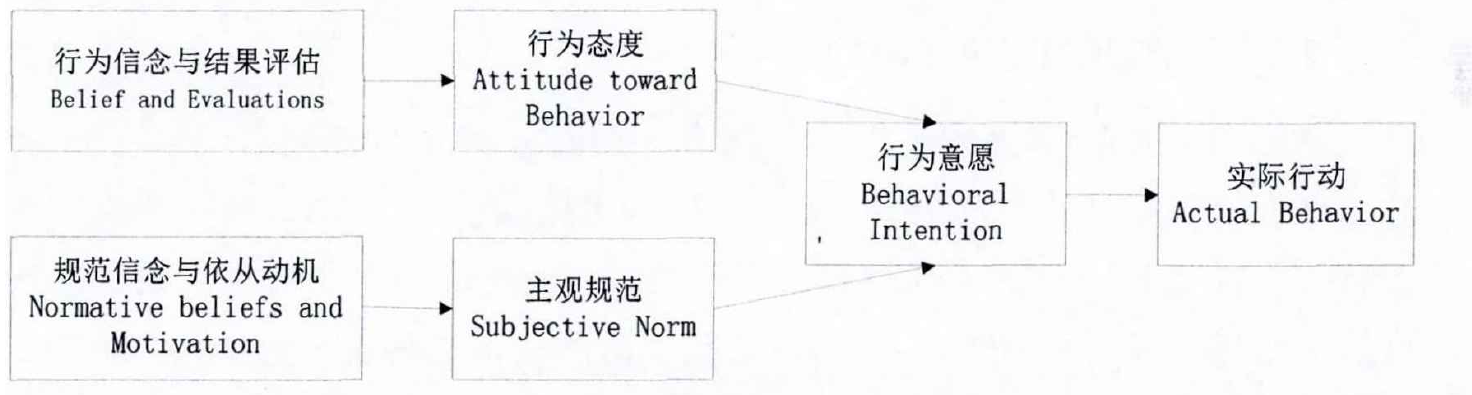 行为信念与结果评估
Belief and Evaluations
行为态度
Attitude toward
Behavior
规范信念与依从动机
Normative beliefs and
Motivation
主观规范
Subjective Norm
行为意愿
Behavioral
Intention
实际行动
Actual Behavior